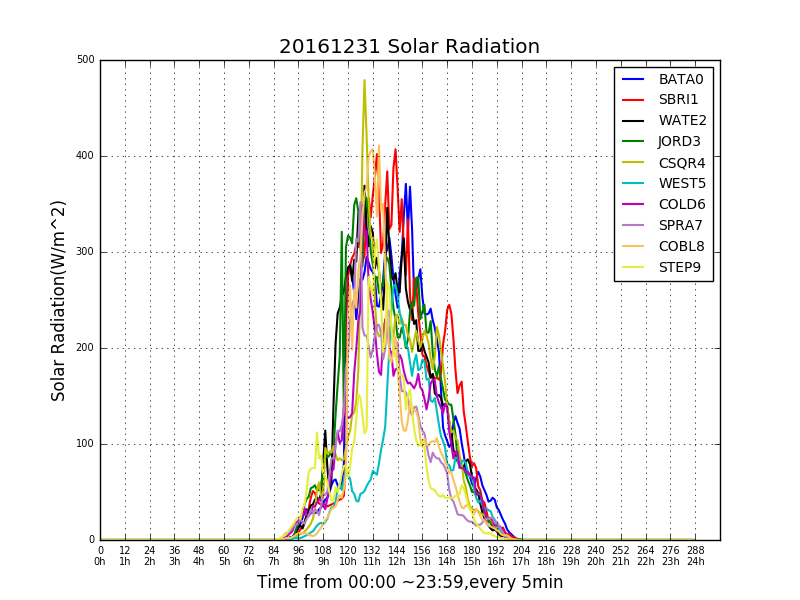 20161231 Solar Radiation
500
400
300
200
100
0
Solar Radiation(W/m^2)
BATA0
SBRI1
WATE2
JORD3
CSQR4
WEST5
COLD6
SPRA7
COBL8
STEP9
0 12 24 36 48 60 72 84 96 108 120 132 144 156 168 180 192 204 216 228 240 252 264 276 288
0h 1h 2h 3h 4h 5h 6h 7h 8h 9h 10h 11h 12h 13h 14h 15h 16h 17h 18h 19h 20h 21h 22h 23h 24h
Time from 00:00 ~23:59,every 5min